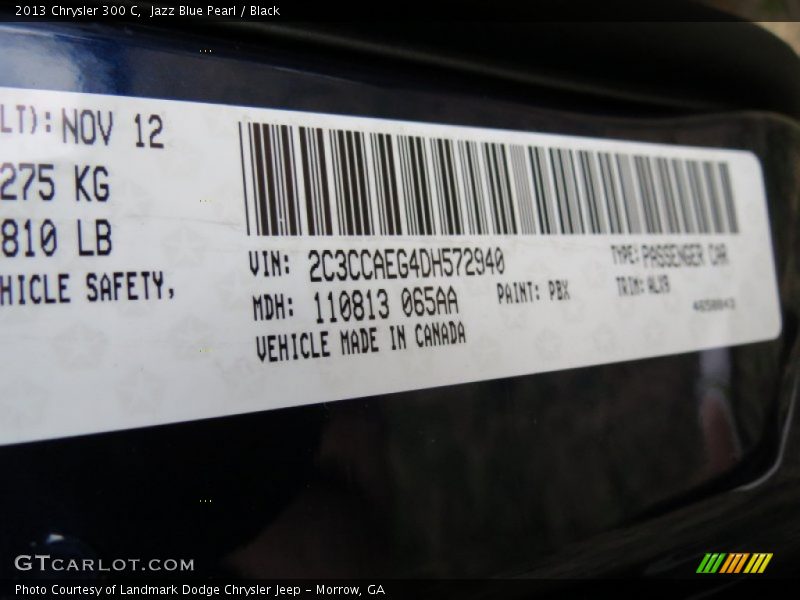 2013 Chrysler 300 C,  Jazz Blue Pearl / Black
LT): NOV 12
275 KG
810 LB
HICLE SAFETY,
VIN: 2C3CCAEG4DH572940
MDH: 110813 065AA
PAINT: PBX
VEHICLE MADE IN CANADA
TYPE: PASSENGER CAR
TRIM: ALV9
GTCARLOT.COM
Photo Courtesy of Landmark Dodge Chrysler Jeep - Morrow, GA